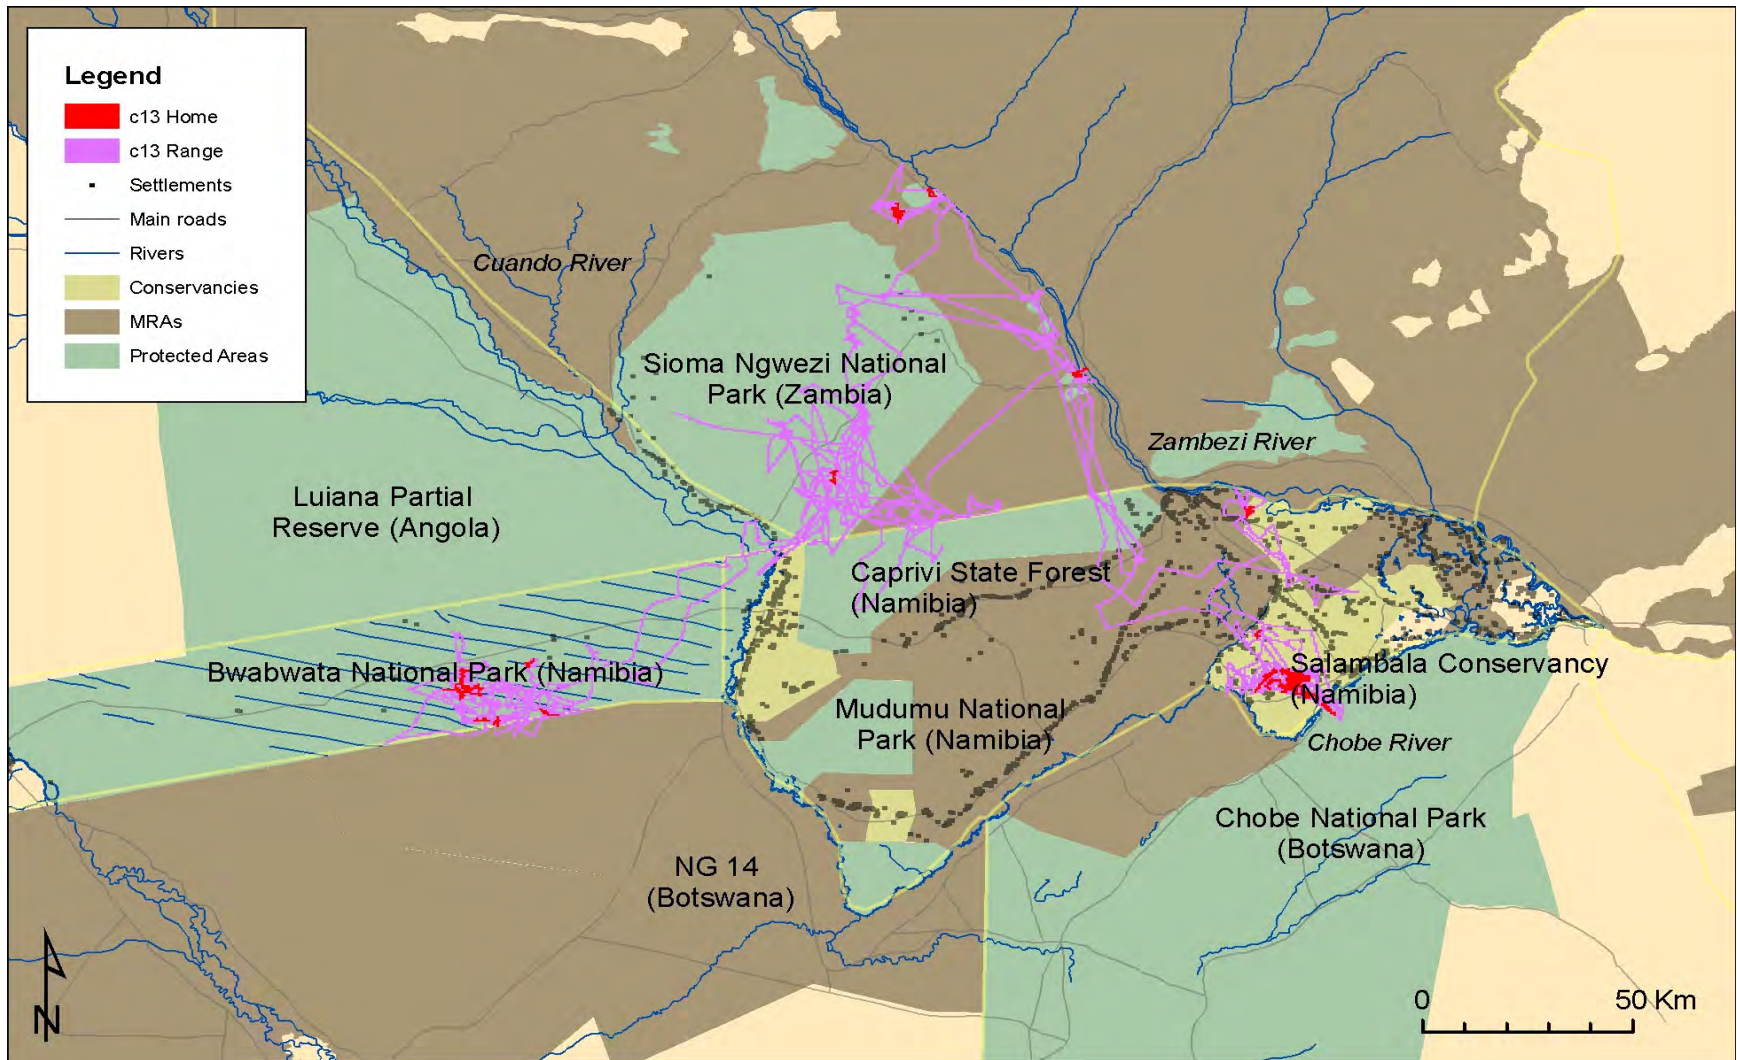 Legend
c13 Home
c13 Range
Settlements
Main roads
Rivers
Conservancies
MRAs
Protected Areas
Cuando River
Sioma Ngwezi National
Park (Zambia)
Zambezi River
Luiana Partial
Reserve (Angola)
Caprivi State Forest
(Namibia)
Bwabwata National Park (Namibia)
Salambala Conservancy
(Namibia)
Mudumu National
Park (Namibia)
Chobe River
Chobe National Park
(Botswana)
NG 14
(Botswana)
N
0 50 Km